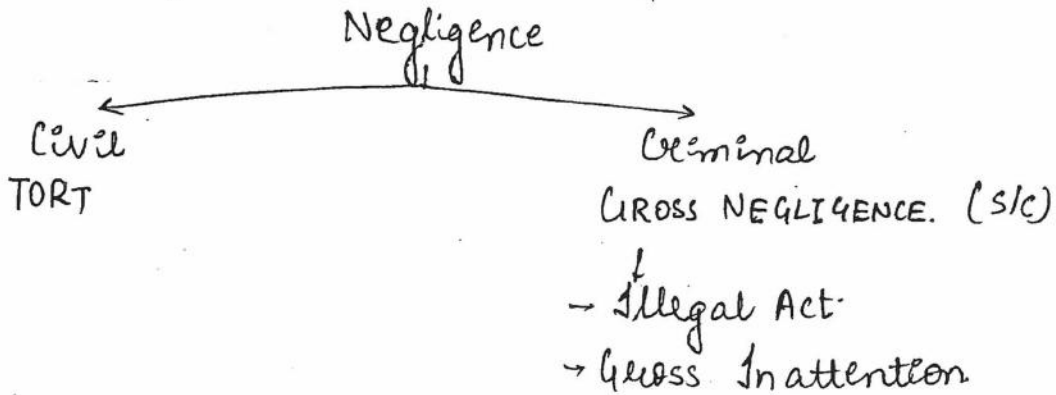 Negligence
Civil Criminal
TORT GROSS NEGLIGENCE. (S/C)
→ Illegal Act.
→ Gross Inattention